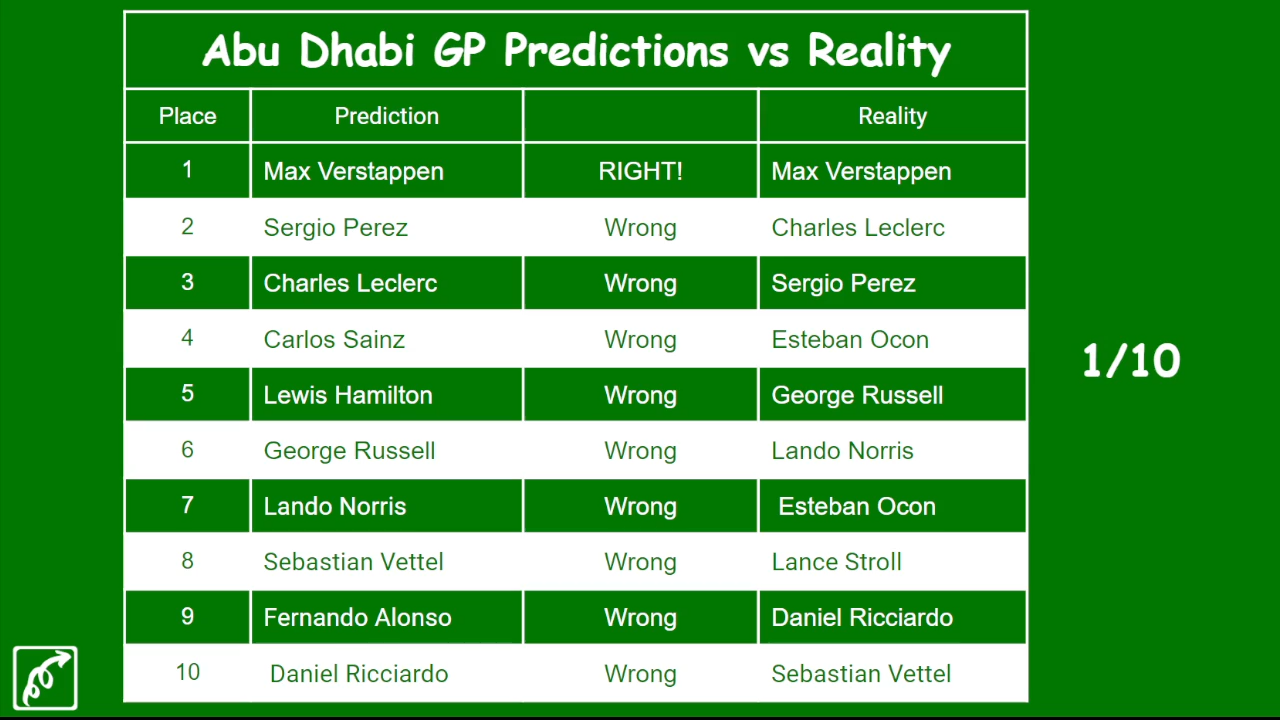 Abu Dhabi GP Predictions vs Reality
Place Prediction Reality
1 Max Verstappen RIGHT! Max Verstappen
2 Sergio Perez Wrong Charles Leclerc
3 Charles Leclerc Wrong Sergio Perez
4 Carlos Sainz Wrong Esteban Ocon
5 Lewis Hamilton Wrong George Russell
6 George Russell Wrong Lando Norris
7 Lando Norris Wrong Esteban Ocon
8 Sebastian Vettel Wrong Lance Stroll
9 Fernando Alonso Wrong Daniel Ricciardo
10 Daniel Ricciardo Wrong Sebastian Vettel
1/10